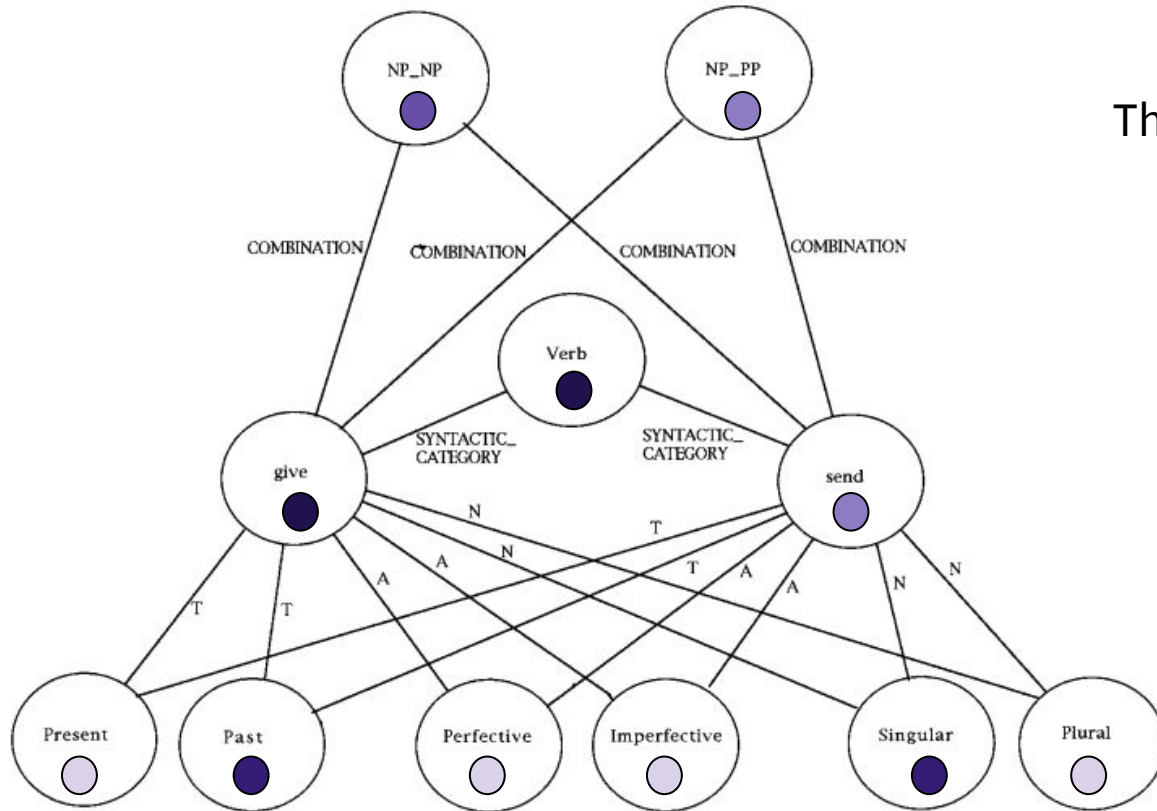 NP_NP
NP_PP
Th
COMBINATION
COMBINATION
COMBINATION
COMBINATION
Verb
SYNTACTIC_
CATEGORY
SYNTACTIC_
CATEGORY
give
send
N
T
A
N
T
A
A
N
N
T
T
A
Present
Past
Perfective
Imperfective
Singular
Plural